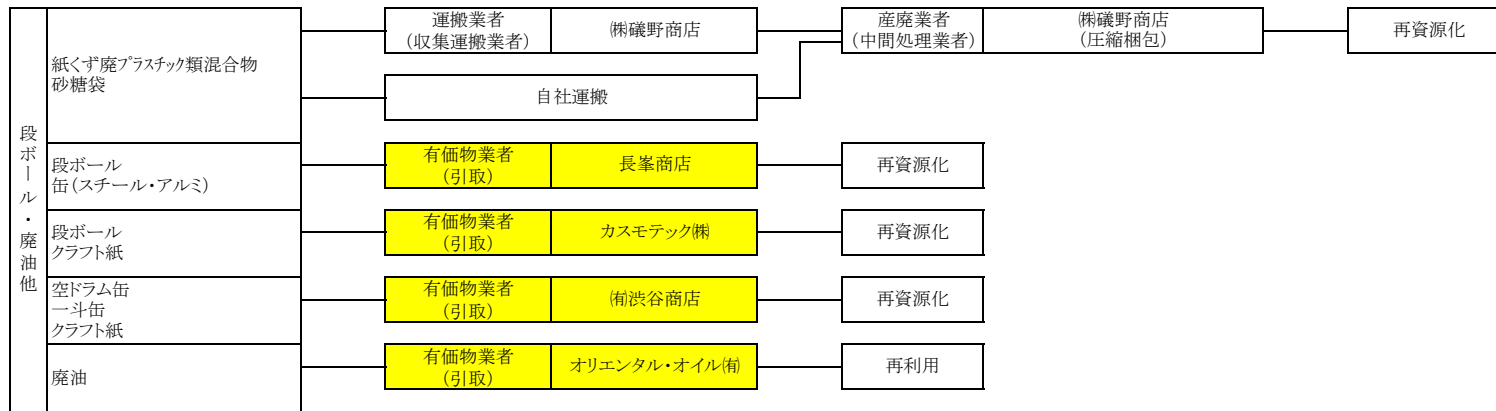 段ボール・廃油他
紙くず廃プラスチック類混合物
砂糖袋
運搬業者
(収集運搬業者)
㈱磯野商店
産廃業者
(中間処理業者)
㈱磯野商店
(圧縮梱包)
再資源化
自社運搬
段ボール
缶(スチール・アルミ)
有価物業者
(引取)
長峯商店
再資源化
段ボール
クラフト紙
有価物業者
(引取)
カスモテック㈱
再資源化
空ドラム缶
一斗缶
クラフト紙
有価物業者
(引取)
㈲渋谷商店
再資源化
廃油
有価物業者
(引取)
オリエンタル・オイル㈲
再利用